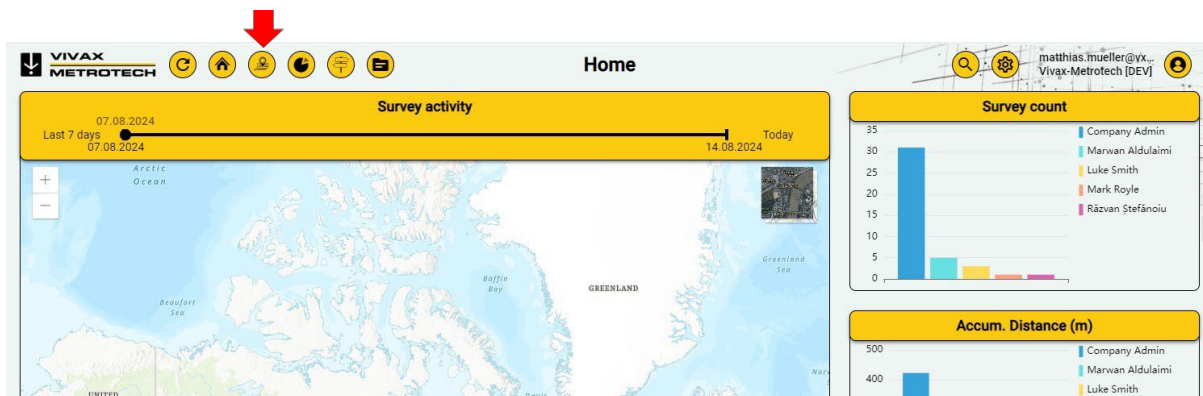 VIVAX
METROTECH
Home
matthias.mueller@vx...
Vivax-Metrotech [DEV]
Survey activity
07.08.2024
Last 7 days
Today
07.08.2024
14.08.2024
Arctic
Ocean
Beaufort
Sea
Baffin
Bay
GREENLAND
Greenland
Sea
UNITED
Davis
Survey count
35
30
25
20
15
10
5
0
Company Admin
Marwan Aldulaimi
Luke Smith
Mark Royle
Răzvan Ștefănoiu
Accum. Distance (m)
500
400
Company Admin
Marwan Aldulaimi
Luke Smith